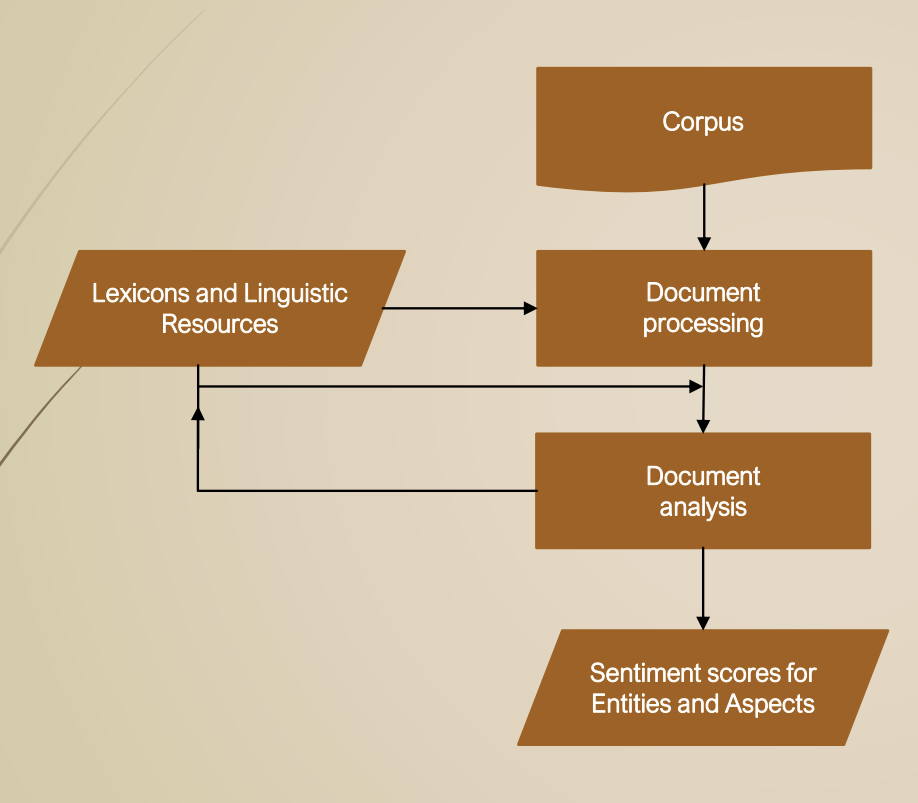 Corpus
Lexicons and Linguistic
Resources
Document
processing
Document
analysis
Sentiment scores for
Entities and Aspects